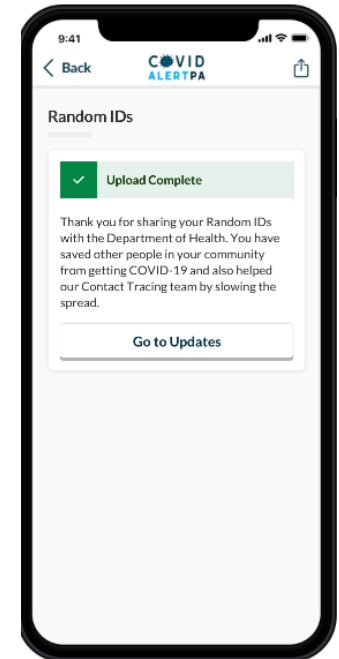 9:41
Back
COVID
ALERTPA
Random IDs
Upload Complete
Thank you for sharing your Random IDs
with the Department of Health. You have
saved other people in your community
from getting COVID-19 and also helped
our Contact Tracing team by slowing the
spread.
Go to Updates